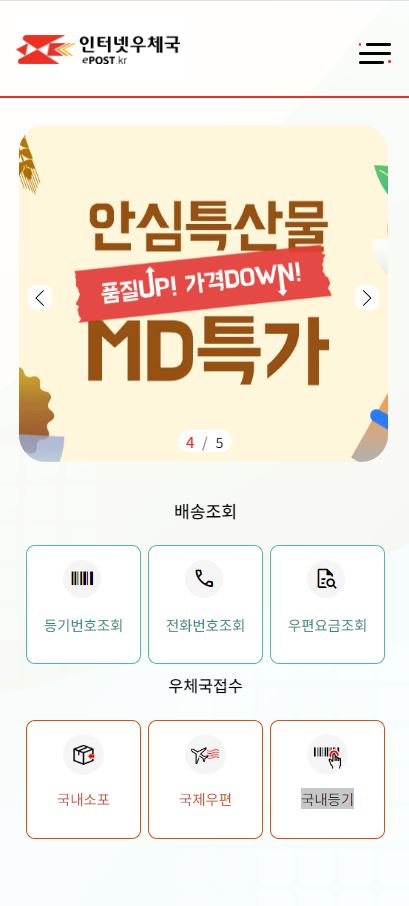 인터넷우체국
ePOST.kr
안심특산물
품질UP! 가격DOWN!
MD특가
4 / 5
배송조회
등기번호조회
전화번호조회
우편요금조회
우체국접수
국내소포
국제우편
국내등기